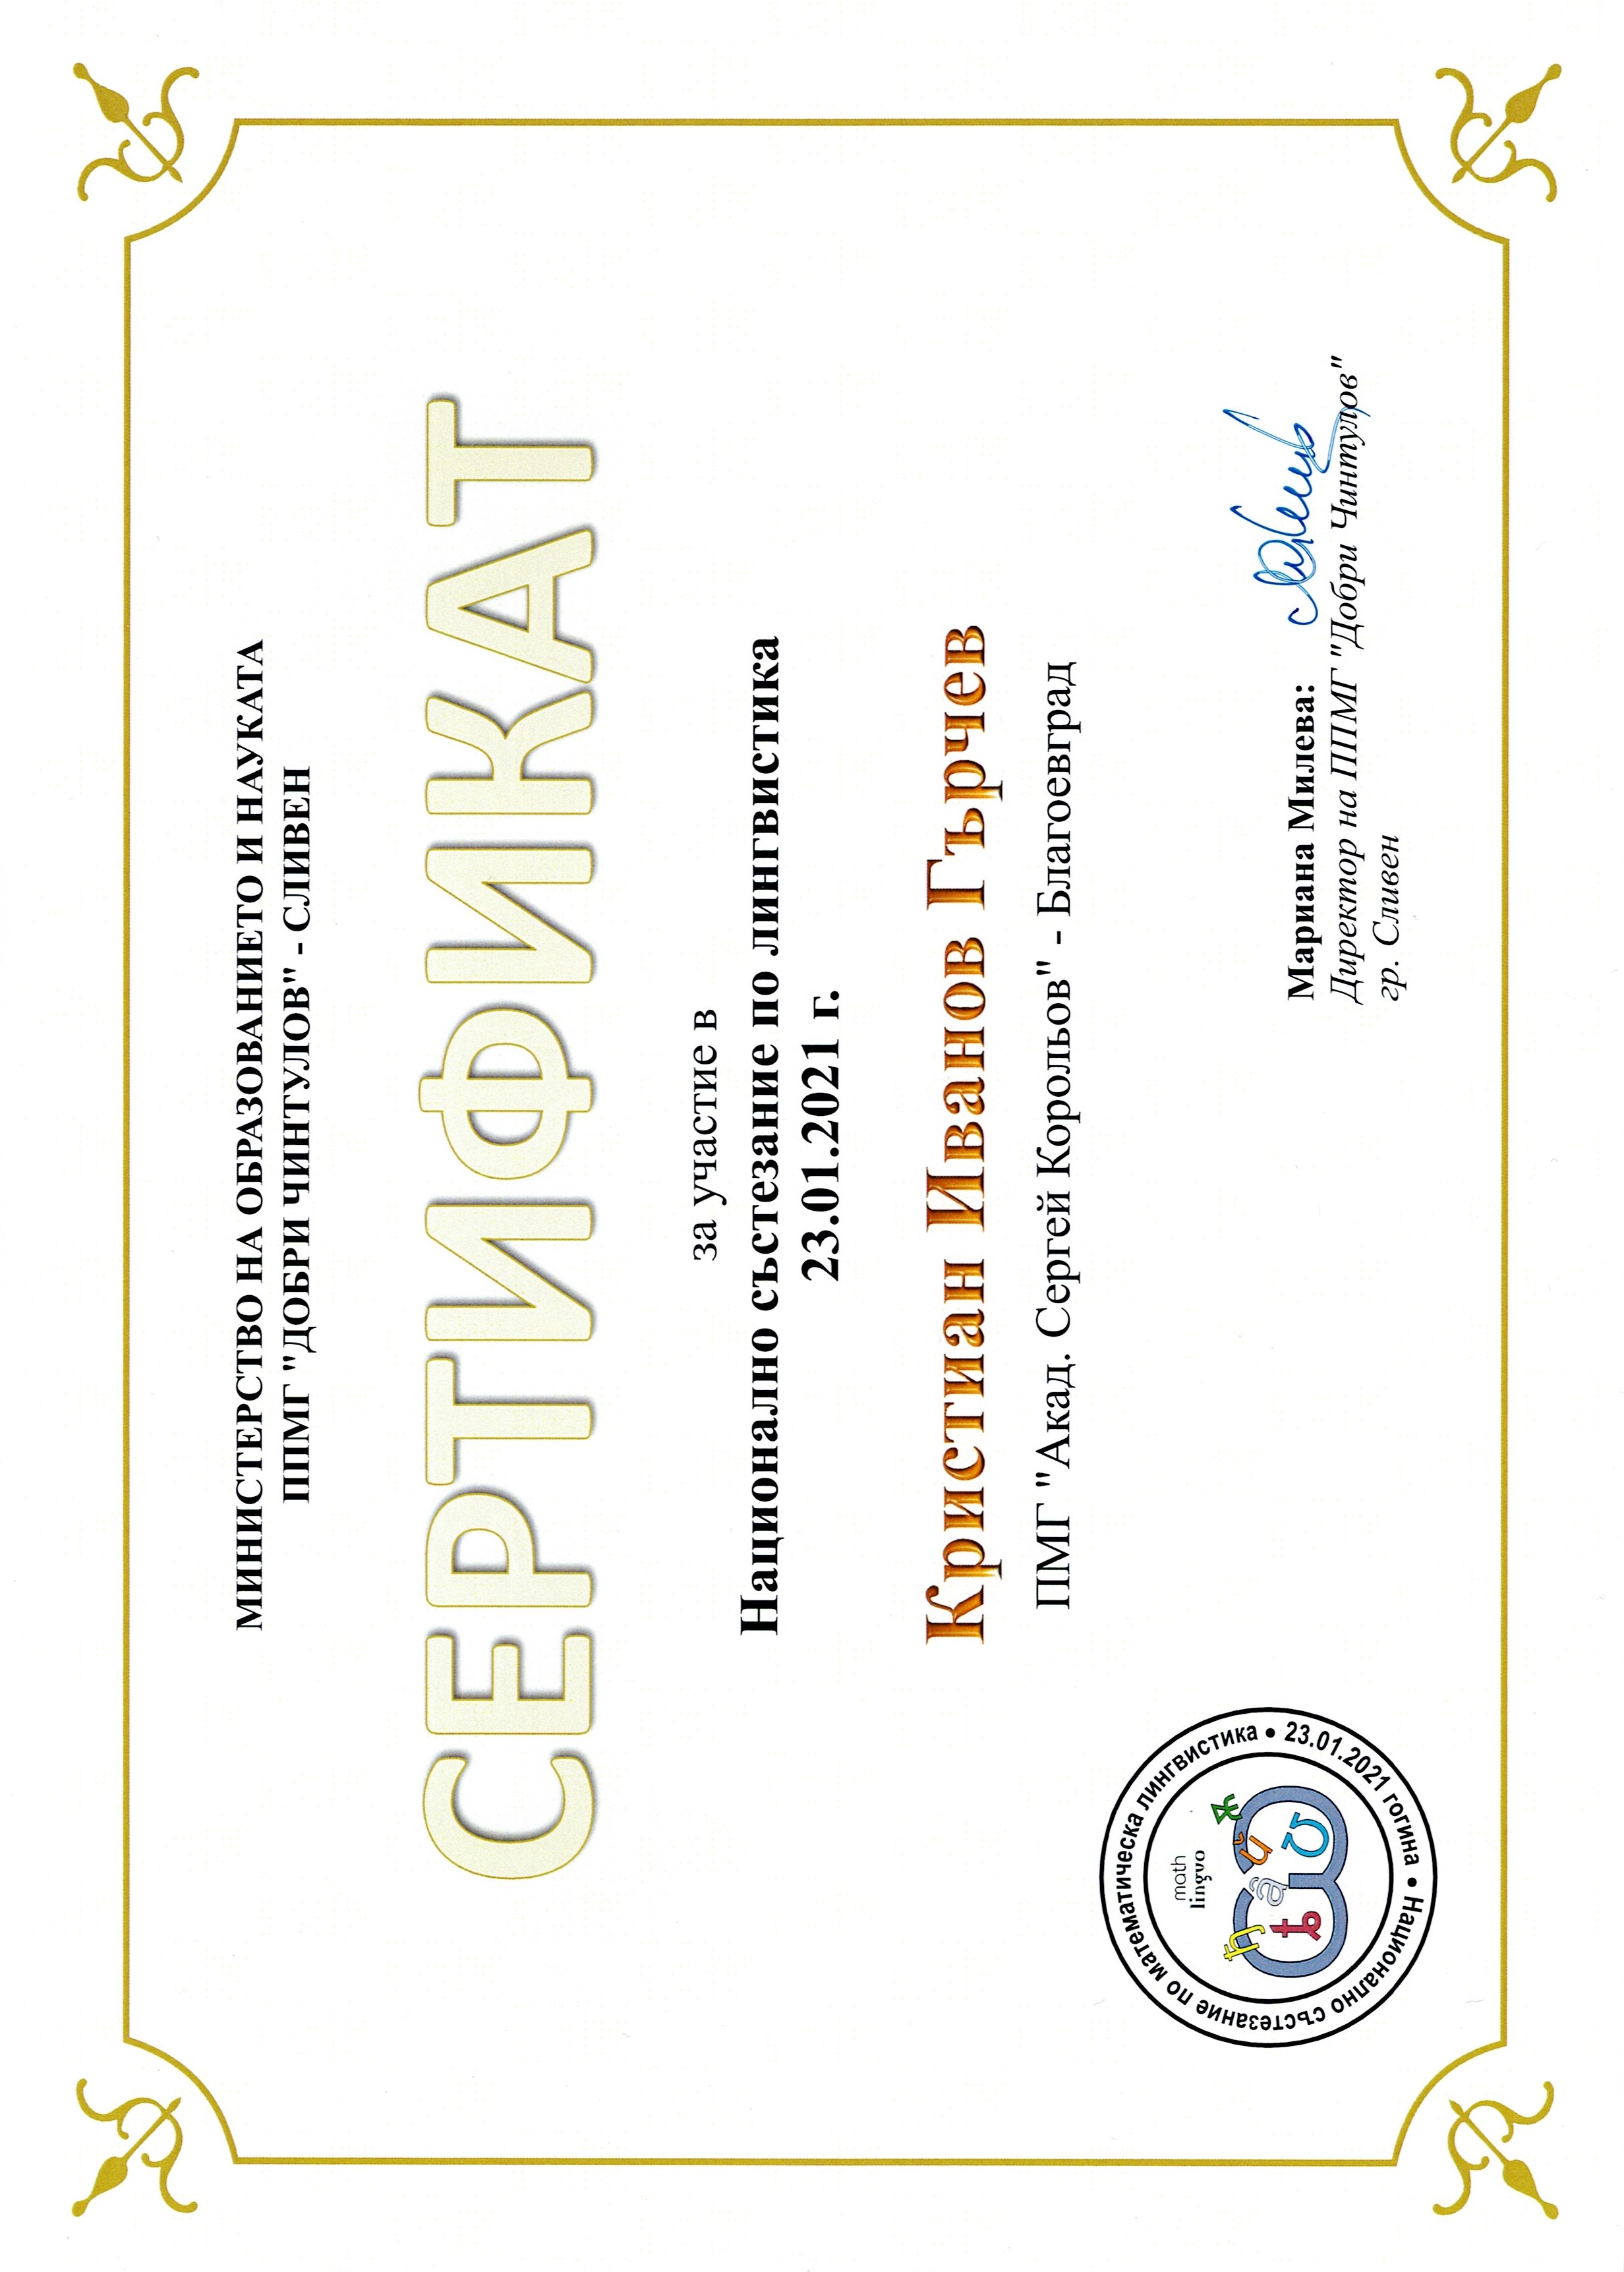 МИНИСТЕРСТВО НА ОБРАЗОВАНИЕТО И НАУКАТА
ППМГ "ДОБРИ ЧИНТУЛОВ" - СЛИВЕН
СЕРТИФИКАТ
за участие в
Национално състезание по лингвистика
23.01.2021 г.
Кристиан Иванов Гърчев
ПМГ "Акад. Сергей Корольов" - Благоевград
Национално състезание по математическа лингвистика • 23.01.2021 година •
math
lingvo
Мариана Милева:
Директор на ППМГ "Добри Чинтулов"
гр. Сливен